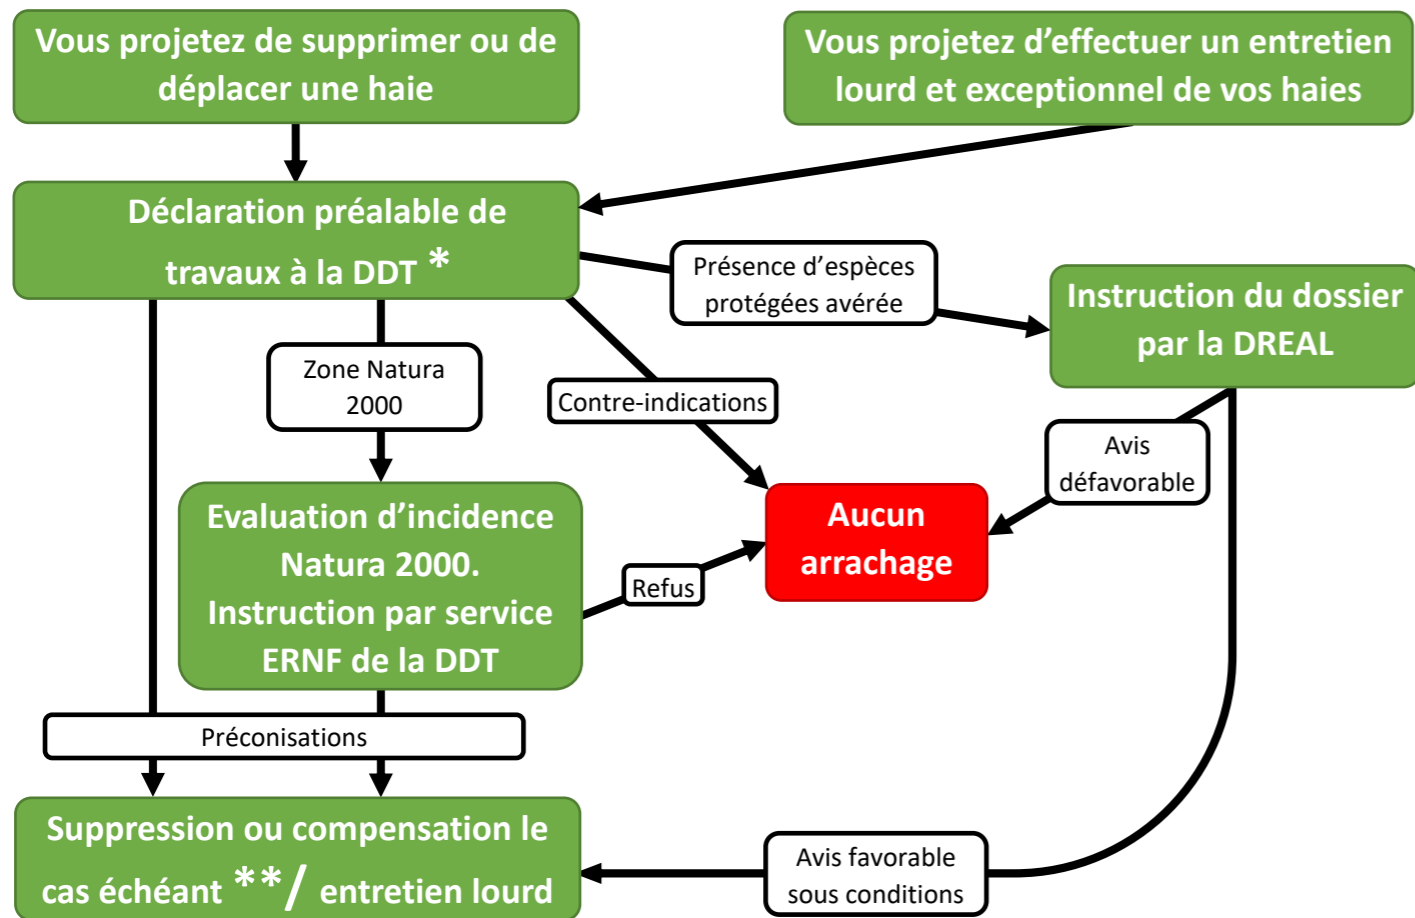 Vous projetez de supprimer ou de
déplacer une haie
Vous projetez d’effectuer un entretien
lourd et exceptionnel de vos haies
Déclaration préalable de
travaux à la DDT *
Présence d’espèces
protégées avérée
Instruction du dossier
par la DREAL
Zone Natura
2000
Contre-indications
Avis
défavorable
Evaluation d’incidence
Natura 2000.
Instruction par service
ERNF de la DDT
Aucun
arrachage
Refus
Préconisations
Suppression ou compensation le
cas échéant **/ entretien lourd
Avis favorable
sous conditions